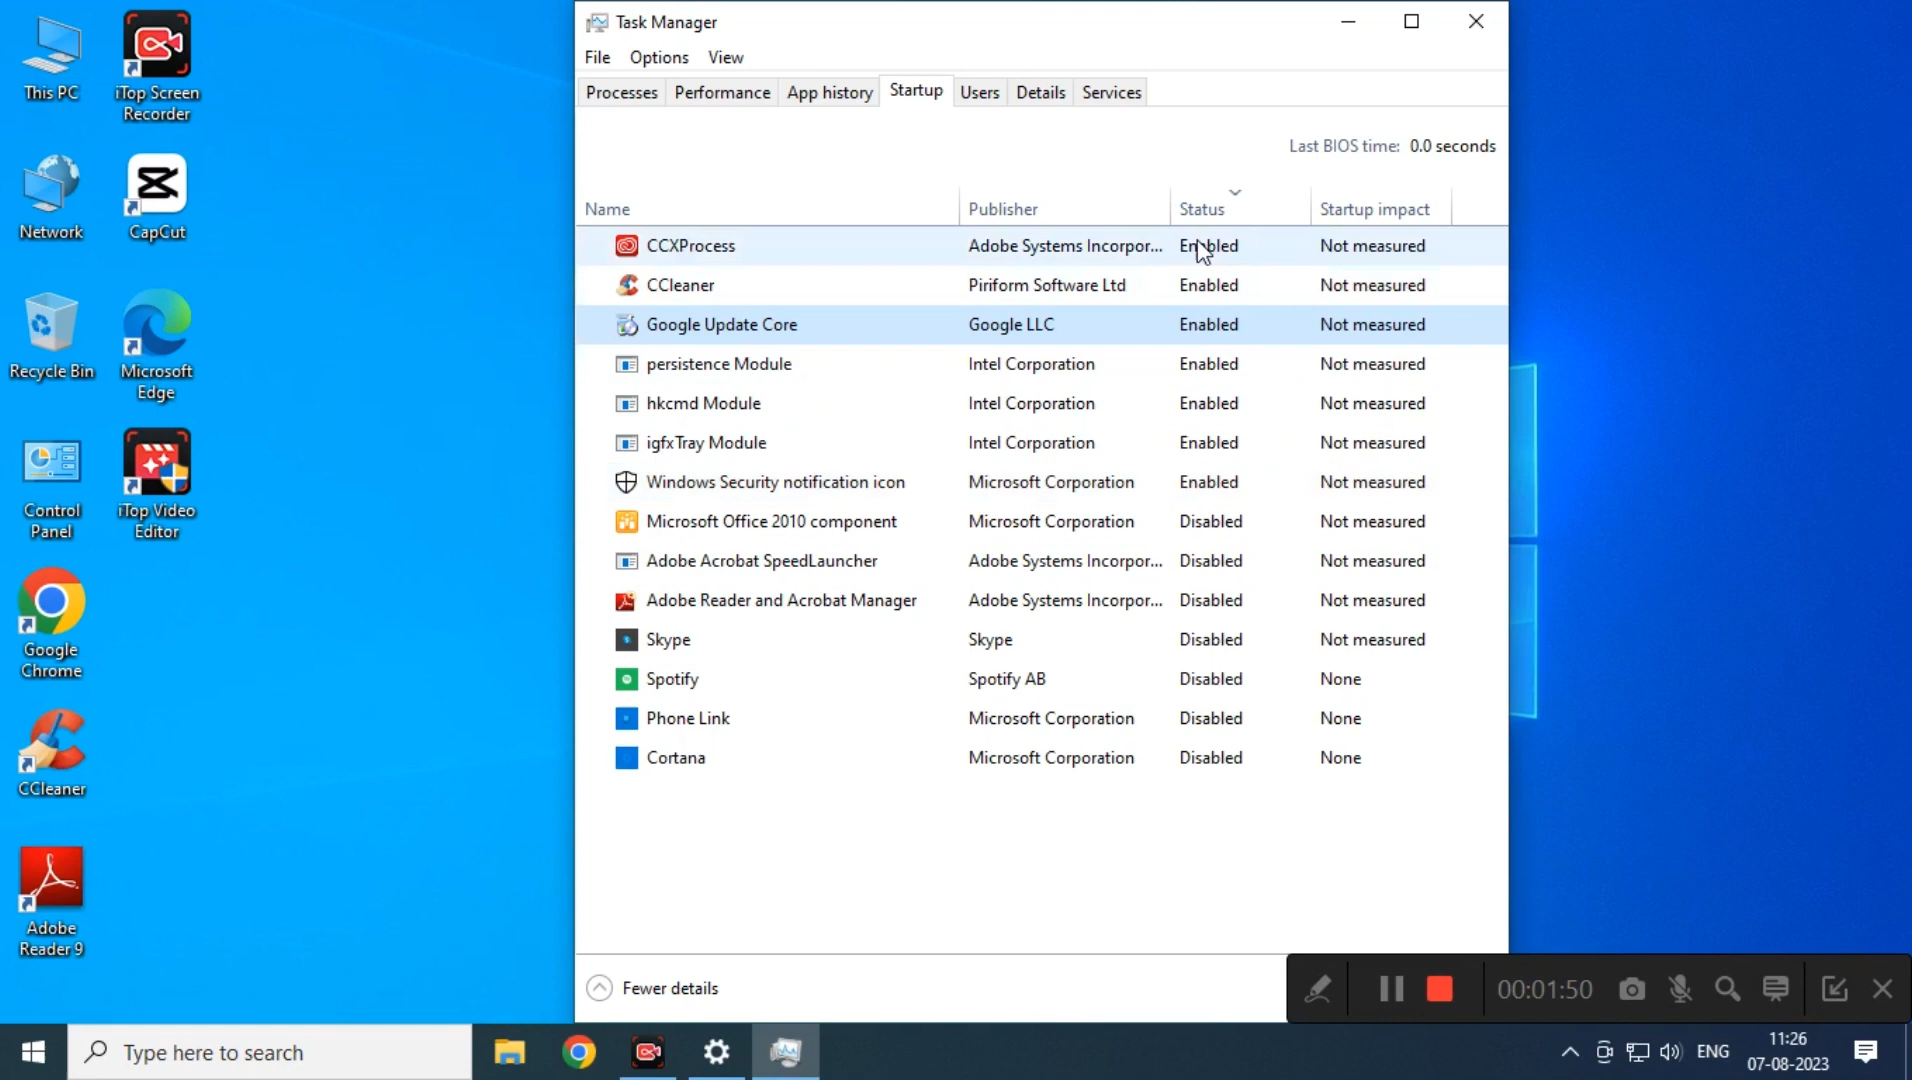 This PC
iTop Screen
Recorder
Network
CapCut
Recycle Bin
Microsoft
Edge
Control
Panel
iTop Video
Editor
Google
Chrome
CCleaner
Adobe
Reader 9
Task Manager
File Options View
Processes Performance App history Startup Users Details Services
Last BIOS time: 0.0 seconds
Name Publisher Status Startup impact
CCXProcess Adobe Systems Incorpor... Enabled Not measured
CCleaner Piriform Software Ltd Enabled Not measured
Google Update Core Google LLC Enabled Not measured
persistence Module Intel Corporation Enabled Not measured
hkcmd Module Intel Corporation Enabled Not measured
igfxTray Module Intel Corporation Enabled Not measured
Windows Security notification icon Microsoft Corporation Enabled Not measured
Microsoft Office 2010 component Microsoft Corporation Disabled Not measured
Adobe Acrobat SpeedLauncher Adobe Systems Incorpor... Disabled Not measured
Adobe Reader and Acrobat Manager Adobe Systems Incorpor... Disabled Not measured
Skype Skype Disabled Not measured
Spotify Spotify AB Disabled None
Phone Link Microsoft Corporation Disabled None
Cortana Microsoft Corporation Disabled None
Fewer details
00:01:50
Type here to search
ENG
11:26
07-08-2023